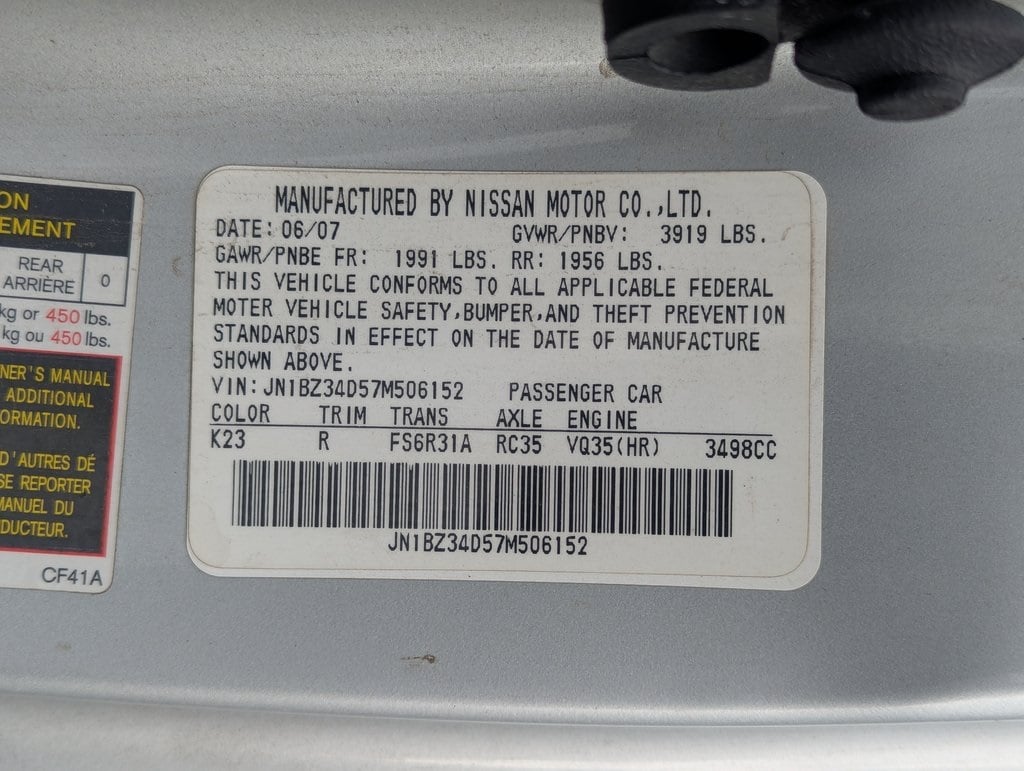 ON
EMENT
REAR
ARRIÈRE
0
kg or 450 lbs.
kg ou 450 lbs.
NER'S MANUAL
ADDITIONAL
ORMATION.
D'AUTRES DÉ
SE REPORTER
MANUEL DU
DUCTEUR.
CF41A
MANUFACTURED BY NISSAN MOTOR CO.,LTD.
DATE: 06/07 GVWR/PNBV: 3919 LBS.
GAWR/PNBE FR: 1991 LBS. RR: 1956 LBS.
THIS VEHICLE CONFORMS TO ALL APPLICABLE FEDERAL
MOTER VEHICLE SAFETY,BUMPER,AND THEFT PREVENTION
STANDARDS IN EFFECT ON THE DATE OF MANUFACTURE
SHOWN ABOVE.
VIN: JN1BZ34D57M506152 PASSENGER CAR
COLOR TRIM TRANS AXLE ENGINE
K23 R FS6R31A RC35 VQ35(HR) 3498CC
JN1BZ34D57M506152